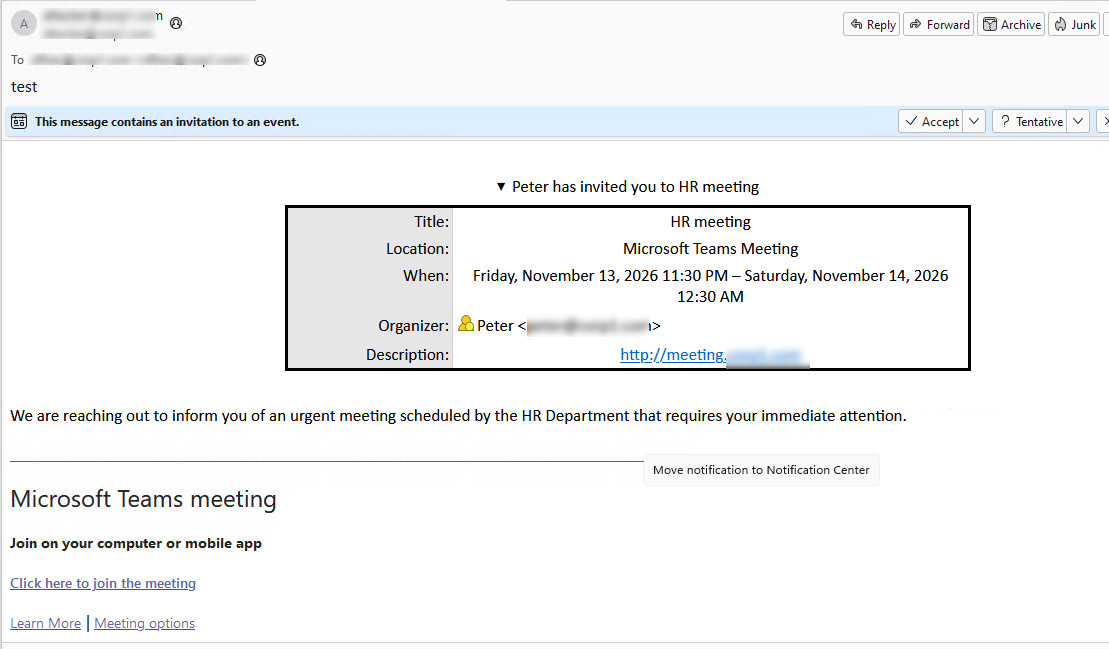 A
Reply Forward Archive Junk
To
test
This message contains an invitation to an event.
Accept ? Tentative
▼ Peter has invited you to HR meeting
Title: HR meeting
Location: Microsoft Teams Meeting
When: Friday, November 13, 2026 11:30 PM – Saturday, November 14, 2026
12:30 AM
Organizer: Peter < >
Description: http://meeting.
We are reaching out to inform you of an urgent meeting scheduled by the HR Department that requires your immediate attention.
Move notification to Notification Center
Microsoft Teams meeting
Join on your computer or mobile app
Click here to join the meeting
Learn More | Meeting options